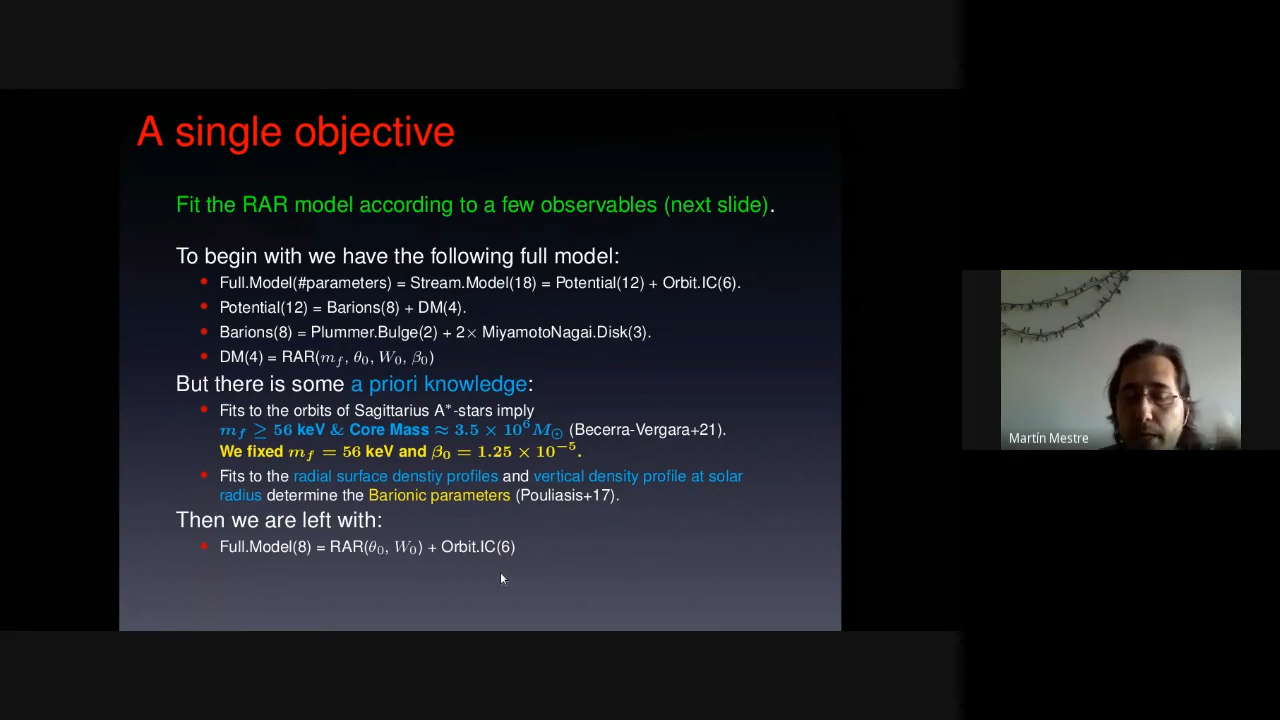 A single objective
Fit the RAR model according to a few observables (next slide).
To begin with we have the following full model:
Full.Model(#parameters) = Stream.Model(18) = Potential(12) + Orbit.IC(6).
Potential(12) = Barions(8) + DM(4).
Barions(8) = Plummer.Bulge(2) + 2× MiyamotoNagai.Disk(3).
DM(4) = RAR(m_f, θ_0, W_0, β_0)
But there is some a priori knowledge:
Fits to the orbits of Sagittarius A*-stars imply
m_f ≥ 56 keV & Core Mass ≈ 3.5 × 10^6 M_⊙ (Becerra-Vergara+21).
We fixed m_f = 56 keV and β_0 = 1.25 × 10^−5.
Fits to the radial surface denstiy profiles and vertical density profile at solar
radius determine the Barionic parameters (Pouliasis+17).
Then we are left with:
Full.Model(8) = RAR(θ_0, W_0) + Orbit.IC(6)
Martín Mestre